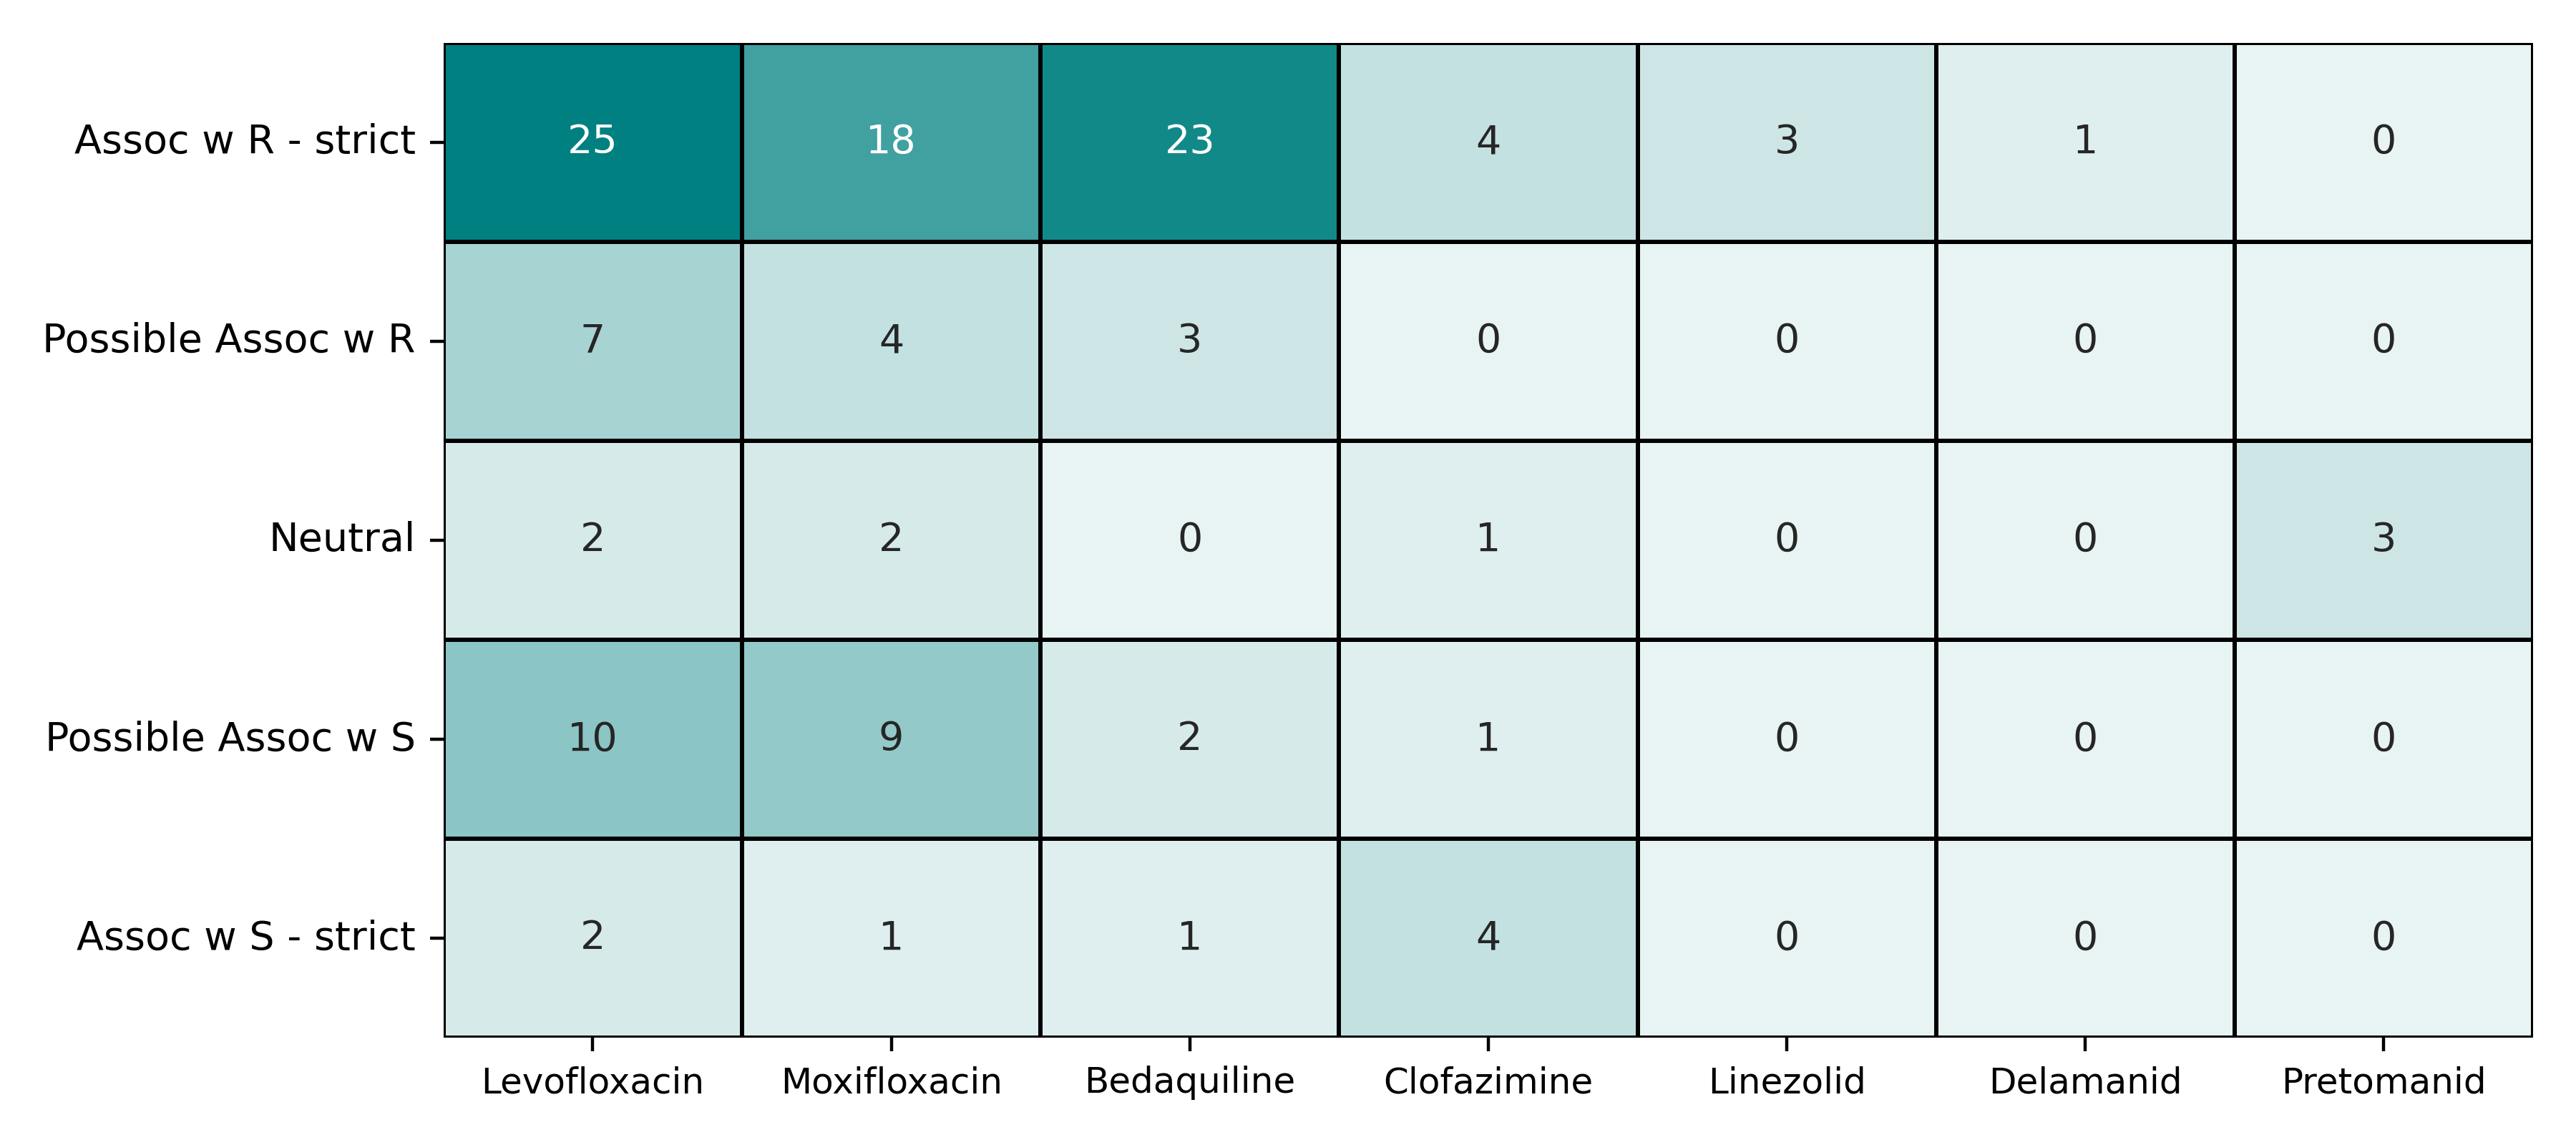 Assoc w R - strict 25 18 23 4 3 1 0
Possible Assoc w R 7 4 3 0 0 0 0
Neutral 2 2 0 1 0 0 3
Possible Assoc w S 10 9 2 1 0 0 0
Assoc w S - strict 2 1 1 4 0 0 0
Levofloxacin Moxifloxacin Bedaquiline Clofazimine Linezolid Delamanid Pretomanid